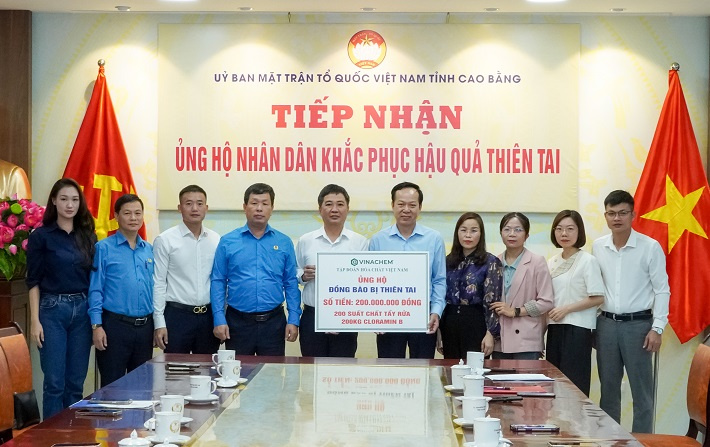 UỶ BAN MẶT TRẬN TỔ QUỐC VIỆT NAM TỈNH CAO BẰNG
TIẾP NHẬN
ỦNG HỘ NHÂN DÂN KHẮC PHỤC HẬU QUẢ THIÊN TAI
VINACHEM
TẬP ĐOÀN HÓA CHẤT VIỆT NAM
ỦNG HỘ
ĐỒNG BÀO BỊ THIÊN TAI
SỐ TIỀN: 200.000.000 ĐỒNG
200 SUẤT CHẤT TẨY RỬA
200KG CLORAMIN B